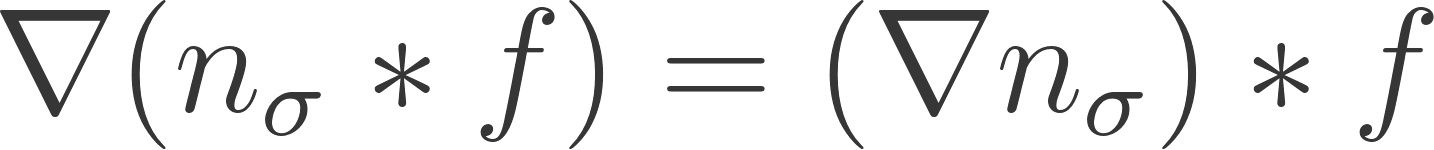 ∇(n_σ ∗ f) = (∇n_σ) ∗ f